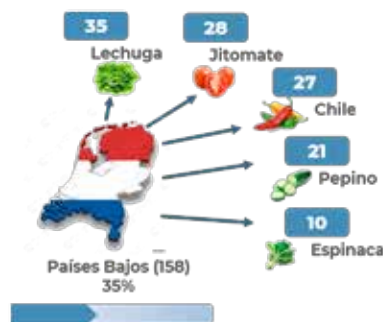 35
Lechuga
28
Jitomate
27
Chile
21
Pepino
10
Espinaca
Países Bajos (158)
35%